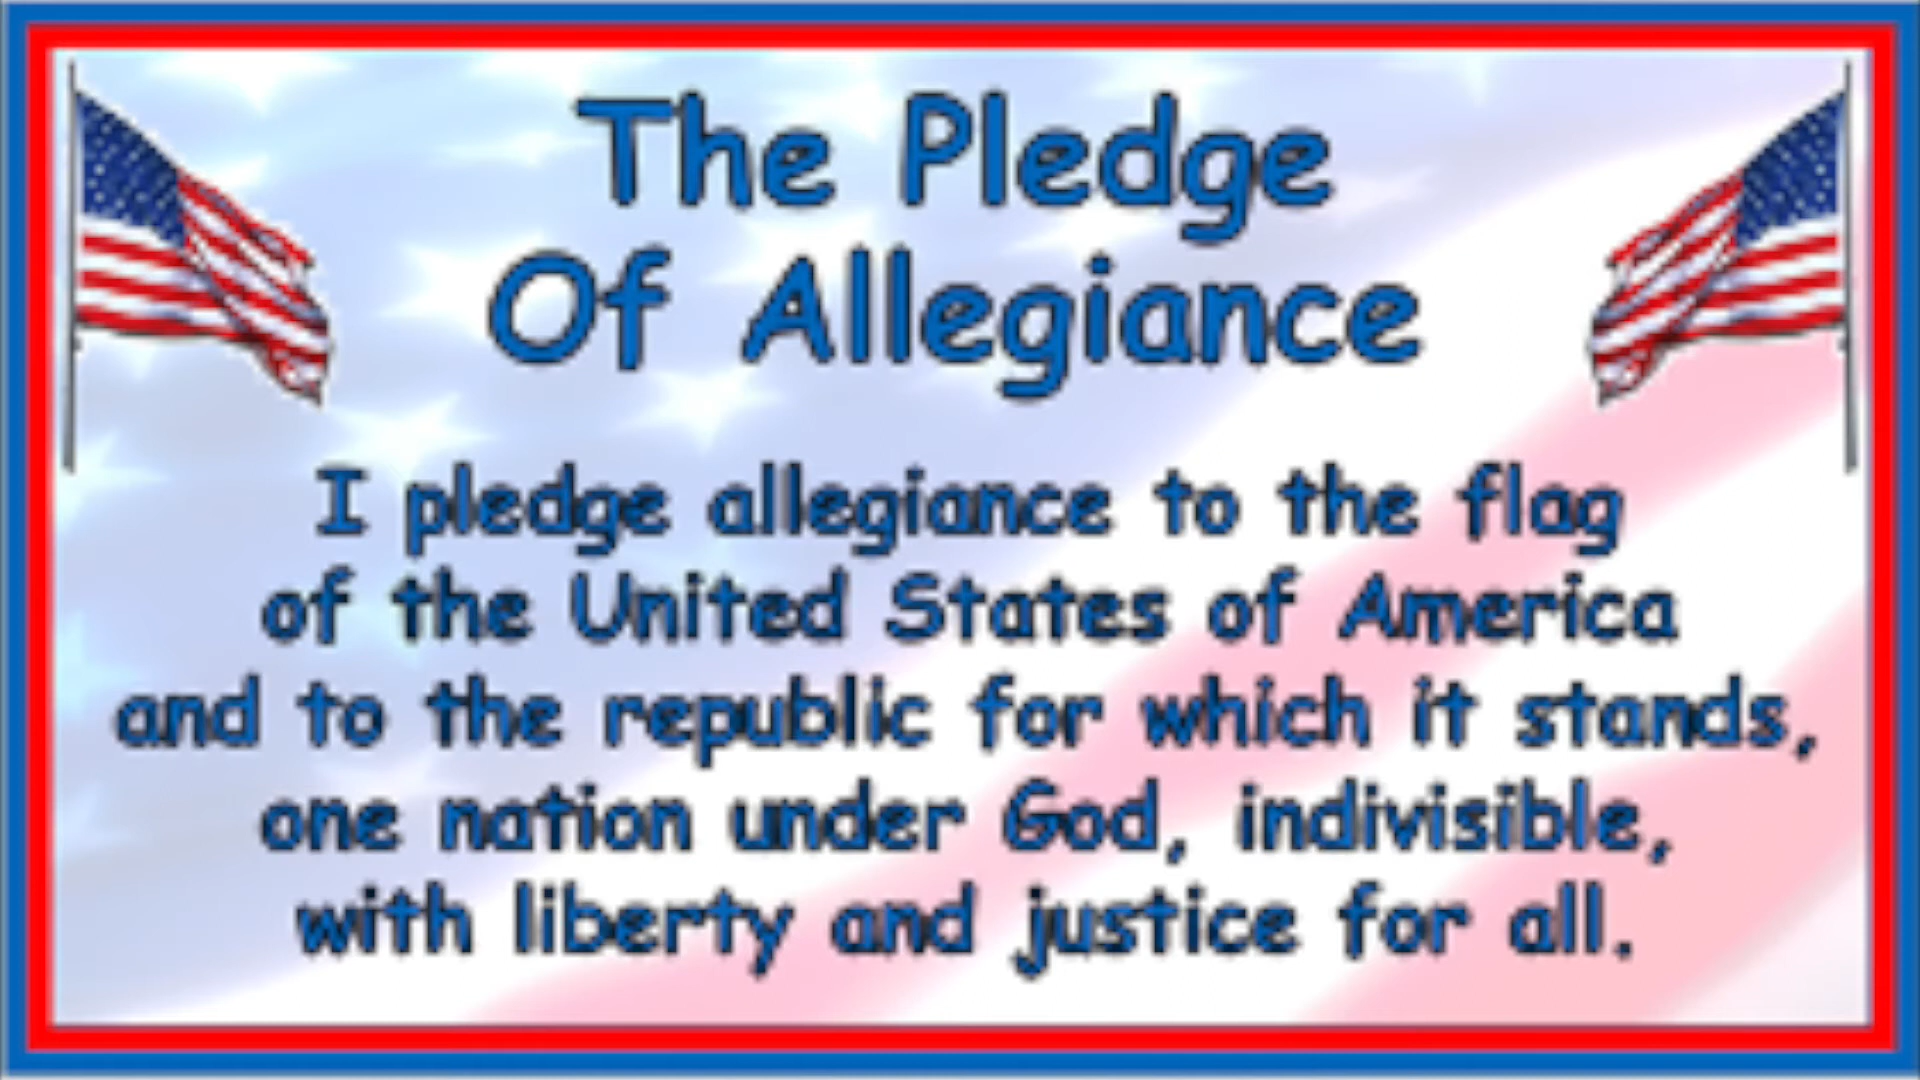 The Pledge
Of Allegiance
I pledge allegiance to the flag
of the United States of America
and to the republic for which it stands,
one nation under God, indivisible,
with liberty and justice for all.